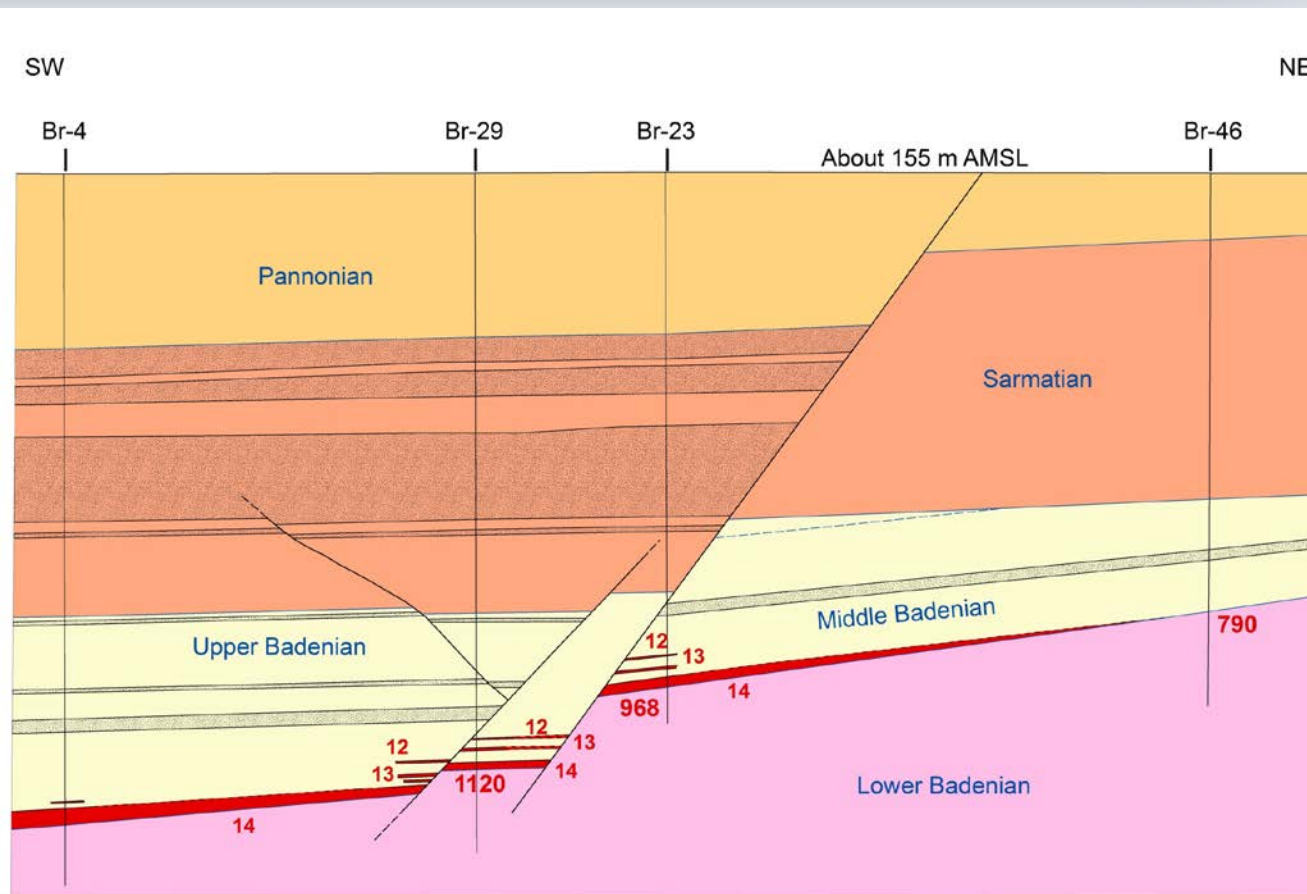 SW
NE
Br-4
Br-29
Br-23
Br-46
About 155 m AMSL
Pannonian
Sarmatian
Middle Badenian
Upper Badenian
Lower Badenian
12
13
14
968
790
12
13
14
1120
12
13
14